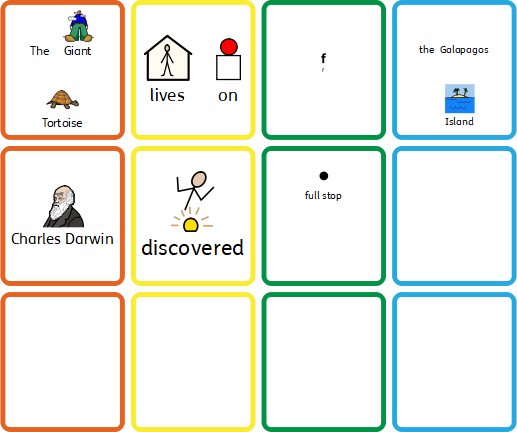 The Giant
Tortoise
lives on
f
,
the Galapagos
Island
Charles Darwin
discovered
full stop